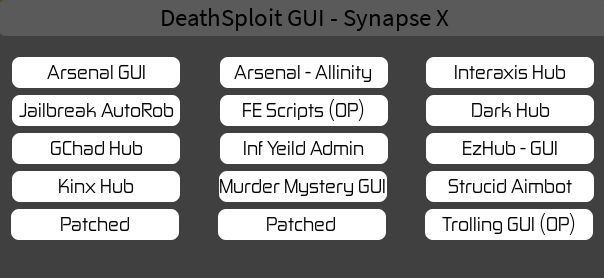 DeathSploit GUI - Synapse X
Arsenal GUI
Arsenal - Allinity
Interaxis Hub
Jailbreak AutoRob
FE Scripts (OP)
Dark Hub
GChad Hub
Inf Yeild Admin
EzHub - GUI
Kinx Hub
Murder Mystery GUI
Strucid Aimbot
Patched
Patched
Trolling GUI (OP)